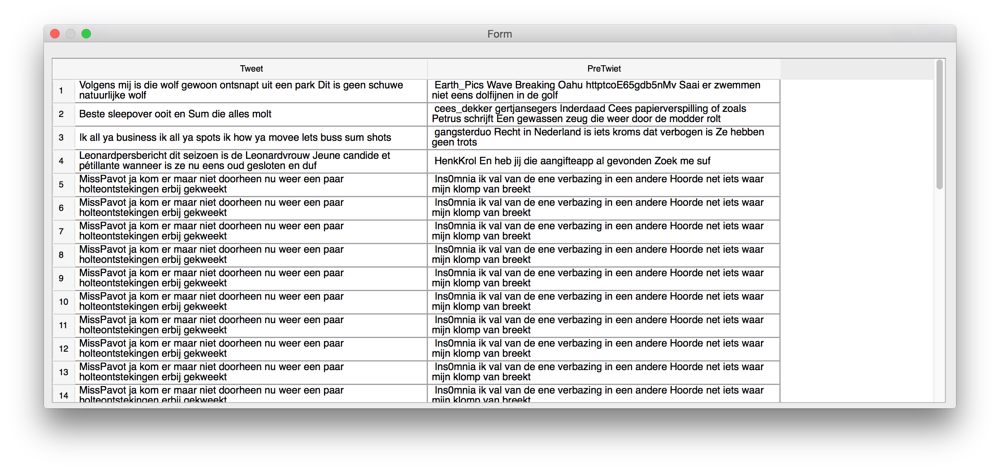 Form
Tweet PreTwiet
1 Volgens mij is die wolf gewoon ontsnapt uit een park Dit is geen schuwe
natuurlijke wolf
Earth_Pics Wave Breaking Oahu httptcoE65gdb5nMv Saai er zwemmen
niet eens dolfijnen in de golf
2 Beste sleepover ooit en Sum die alles molt
cees_dekker gertjansegers Inderdaad Cees papierverspilling of zoals
Petrus schrijft Een gewassen zeug die weer door de modder rolt
3 Ik all ya business ik all ya spots ik how ya movee lets buss sum shots
gangsterduo Recht in Nederland is iets kroms dat verbogen is Ze hebben
geen trots
4 Leonardpersbericht dit seizoen is de Leonardvrouw Jeune candide et
pétillante wanneer is ze nu eens oud gesloten en duf
HenkKrol En heb jij die aangifteapp al gevonden Zoek me suf
5 MissPavot ja kom er maar niet doorheen nu weer een paar
holteontstekingen erbij gekweekt
Ins0mnia ik val van de ene verbazing in een andere Hoorde net iets waar
mijn klomp van breekt
6 MissPavot ja kom er maar niet doorheen nu weer een paar
holteontstekingen erbij gekweekt
Ins0mnia ik val van de ene verbazing in een andere Hoorde net iets waar
mijn klomp van breekt
7 MissPavot ja kom er maar niet doorheen nu weer een paar
holteontstekingen erbij gekweekt
Ins0mnia ik val van de ene verbazing in een andere Hoorde net iets waar
mijn klomp van breekt
8 MissPavot ja kom er maar niet doorheen nu weer een paar
holteontstekingen erbij gekweekt
Ins0mnia ik val van de ene verbazing in een andere Hoorde net iets waar
mijn klomp van breekt
9 MissPavot ja kom er maar niet doorheen nu weer een paar
holteontstekingen erbij gekweekt
Ins0mnia ik val van de ene verbazing in een andere Hoorde net iets waar
mijn klomp van breekt
10 MissPavot ja kom er maar niet doorheen nu weer een paar
holteontstekingen erbij gekweekt
Ins0mnia ik val van de ene verbazing in een andere Hoorde net iets waar
mijn klomp van breekt
11 MissPavot ja kom er maar niet doorheen nu weer een paar
holteontstekingen erbij gekweekt
Ins0mnia ik val van de ene verbazing in een andere Hoorde net iets waar
mijn klomp van breekt
12 MissPavot ja kom er maar niet doorheen nu weer een paar
holteontstekingen erbij gekweekt
Ins0mnia ik val van de ene verbazing in een andere Hoorde net iets waar
mijn klomp van breekt
13 MissPavot ja kom er maar niet doorheen nu weer een paar
holteontstekingen erbij gekweekt
Ins0mnia ik val van de ene verbazing in een andere Hoorde net iets waar
mijn klomp van breekt
14 MissPavot ja kom er maar niet doorheen nu weer een paar
holteontstekingen erbij gekweekt
Ins0mnia ik val van de ene verbazing in een andere Hoorde net iets waar
mijn klomp van breekt